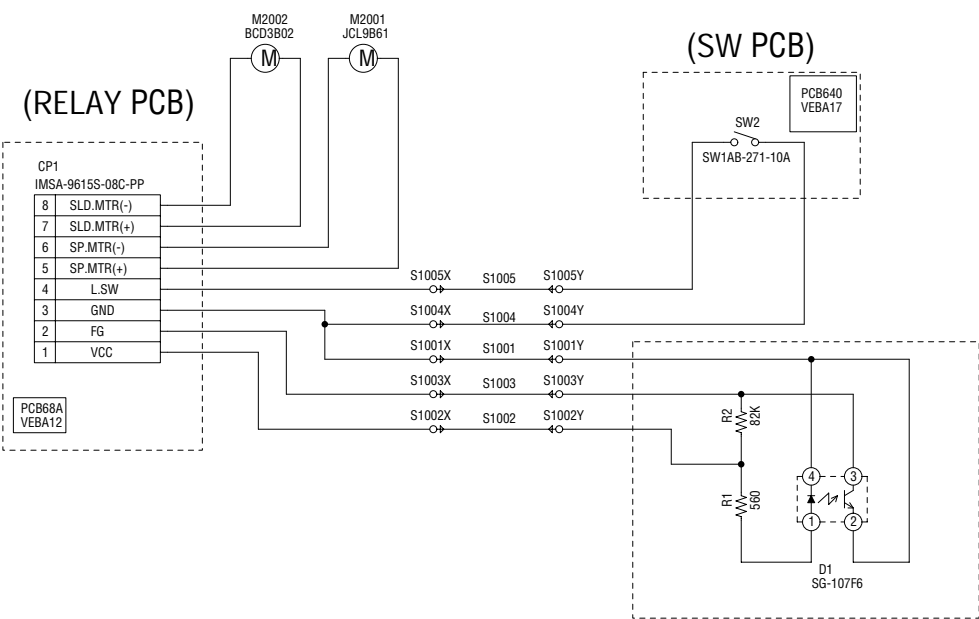 M2002
BCD3B02
M
M2001
JCL9B61
M
(SW PCB)
PCB640
VEBA17
SW2
SW1AB-271-10A
(RELAY PCB)
CP1
IMSA-9615S-08C-PP
8 SLD.MTR(-)
7 SLD.MTR(+)
6 SP.MTR(-)
5 SP.MTR(+)
4 L.SW
3 GND
2 FG
1 VCC
PCB68A
VEBA12
S1005X S1005 S1005Y
S1004X S1004 S1004Y
S1001X S1001 S1001Y
S1003X S1003 S1003Y
S1002X S1002 S1002Y
R2
82K
R1
560
4 3
1 2
D1
SG-107F6